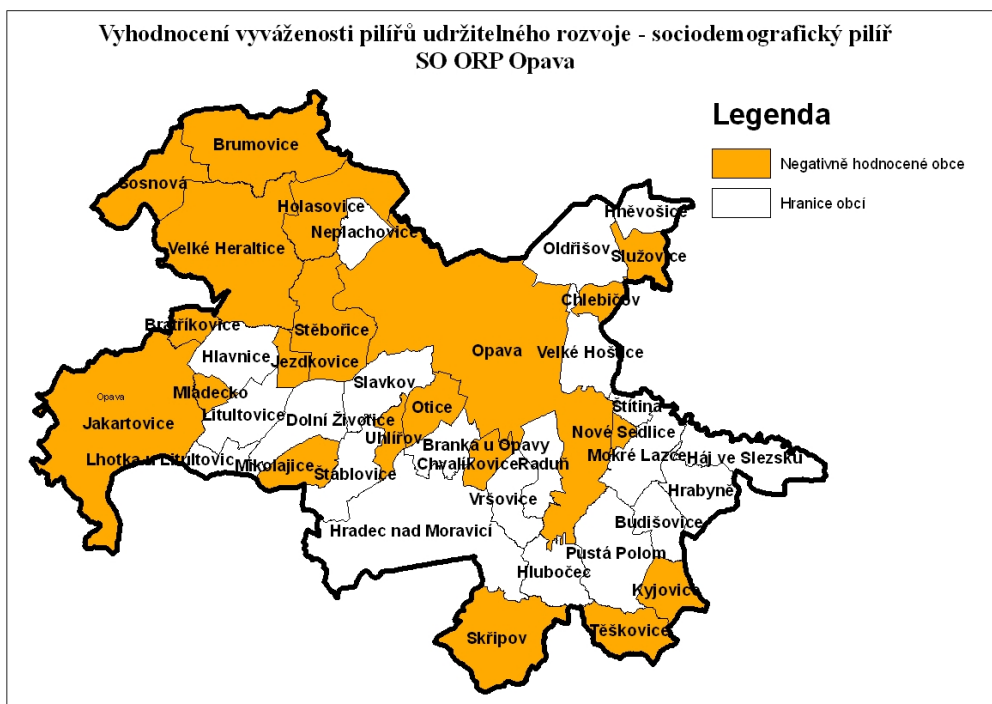 Vyhodnocení vyváženosti pilířů udržitelného rozvoje - sociodemografický pilíř
SO ORP Opava
Legenda
Negativně hodnocené obce
Hranice obcí
Brumovice
Sosnová
Holasovice
Neplachovice
Velké Heraltice
Hněvošice
Oldřišov
Služovice
Chlebičov
Bratříkovice
Stěbořice
Hlavnice
Jezdkovice
Opava
Velké Hoštice
Slavkov
Mladecko
Opava
Jakartovice
Litultovice
Dolní Životice
Otice
Štítina
Uhlířov
Branka u Opavy
Nové Sedlice
Lhotka u Litultovic
Mikolajice
Štáblovice
Chvalíkovice
Raduň
Mokré Lazce
Háj ve Slezsku
Vršovice
Hrabyně
Hradec nad Moravicí
Budišovice
Hlubočec
Pustá Polom
Kyjovice
Skřipov
Těškovice